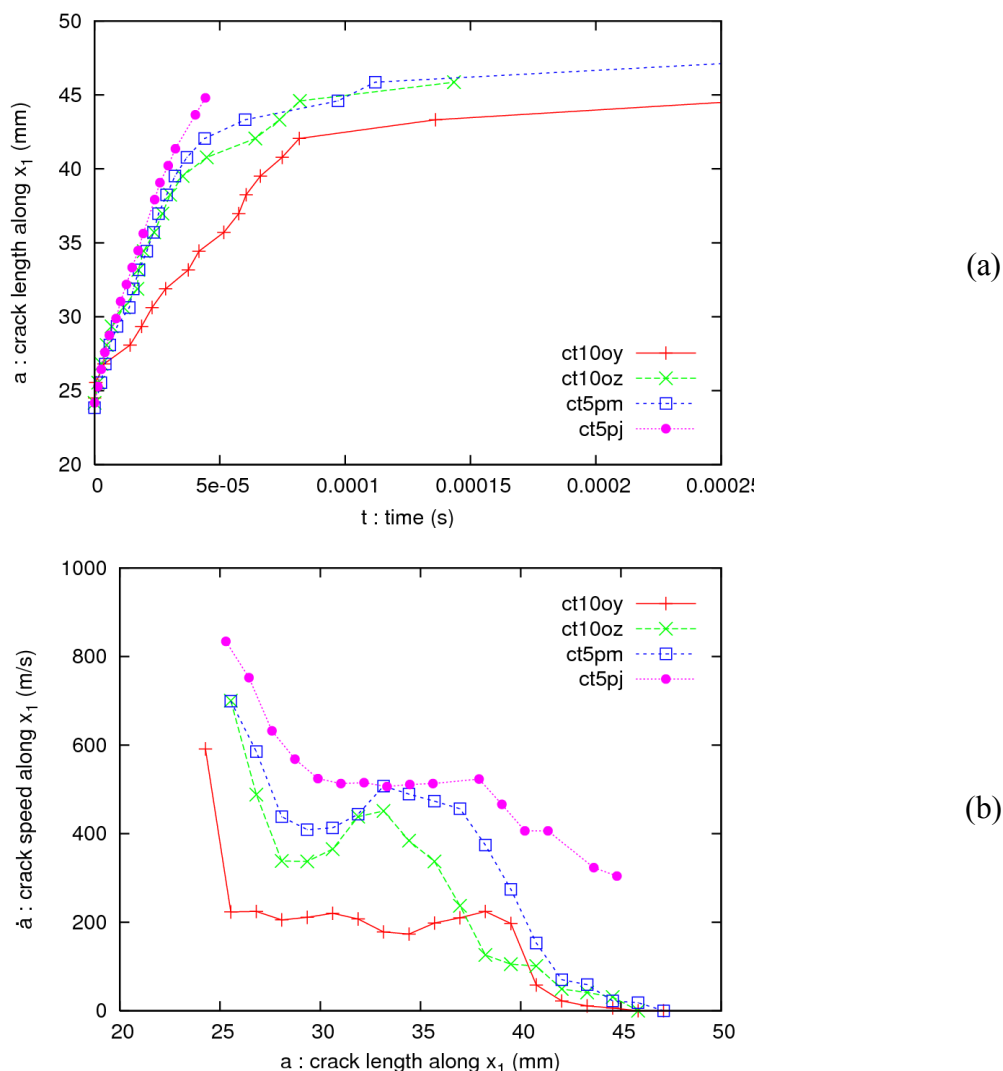 50
45
40
35
30
25
20
a : crack length along x₁ (mm)
0
5e-05
0.0001
0.00015
0.0002
0.00025
t : time (s)
ct10oy
ct10oz
ct5pm
ct5pj
(a)
1000
800
600
400
200
0
ȧ : crack speed along x₁ (m/s)
20
25
30
35
40
45
50
a : crack length along x₁ (mm)
ct10oy
ct10oz
ct5pm
ct5pj
(b)